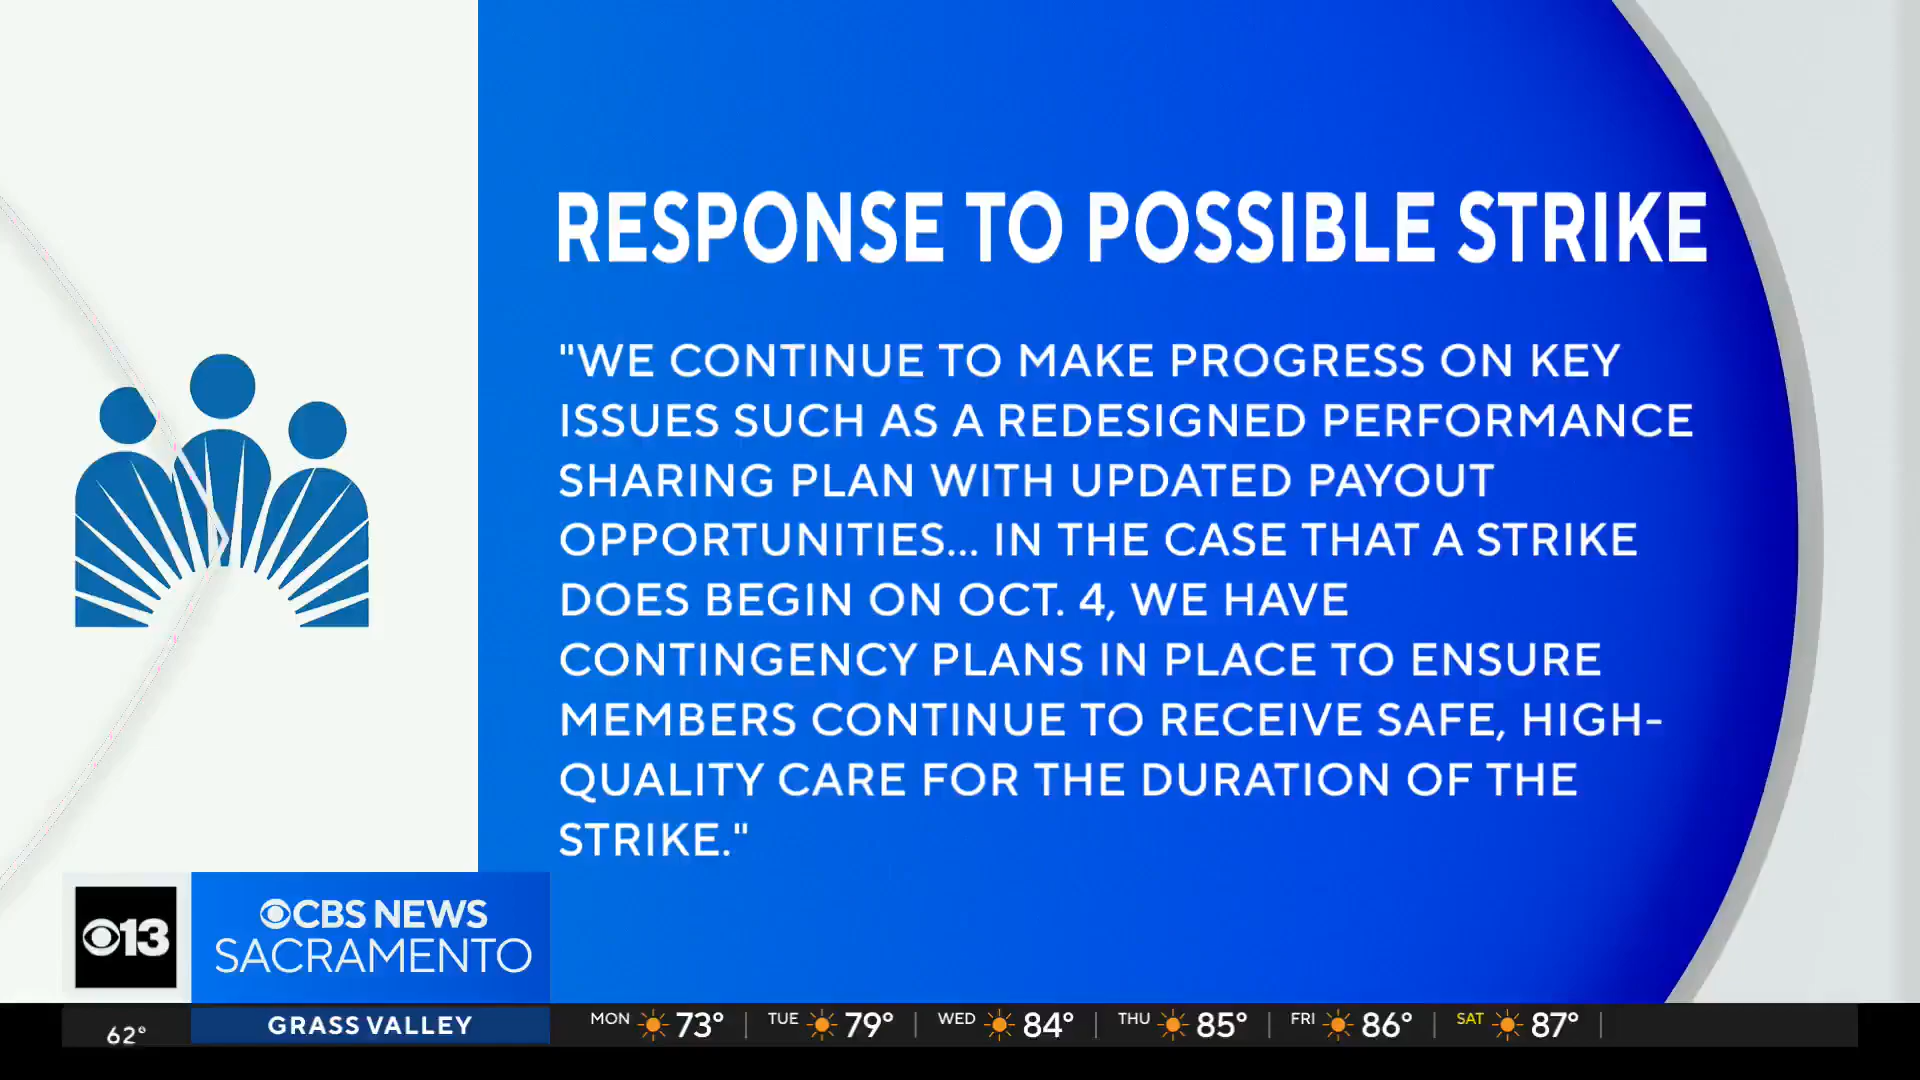 RESPONSE TO POSSIBLE STRIKE
"WE CONTINUE TO MAKE PROGRESS ON KEY
ISSUES SUCH AS A REDESIGNED PERFORMANCE
SHARING PLAN WITH UPDATED PAYOUT
OPPORTUNITIES... IN THE CASE THAT A STRIKE
DOES BEGIN ON OCT. 4, WE HAVE
CONTINGENCY PLANS IN PLACE TO ENSURE
MEMBERS CONTINUE TO RECEIVE SAFE, HIGH-
QUALITY CARE FOR THE DURATION OF THE
STRIKE."
13
CBS NEWS
SACRAMENTO
62° GRASS VALLEY MON 73° | TUE 79° | WED 84° | THU 85° | FRI 86° | SAT 87° |